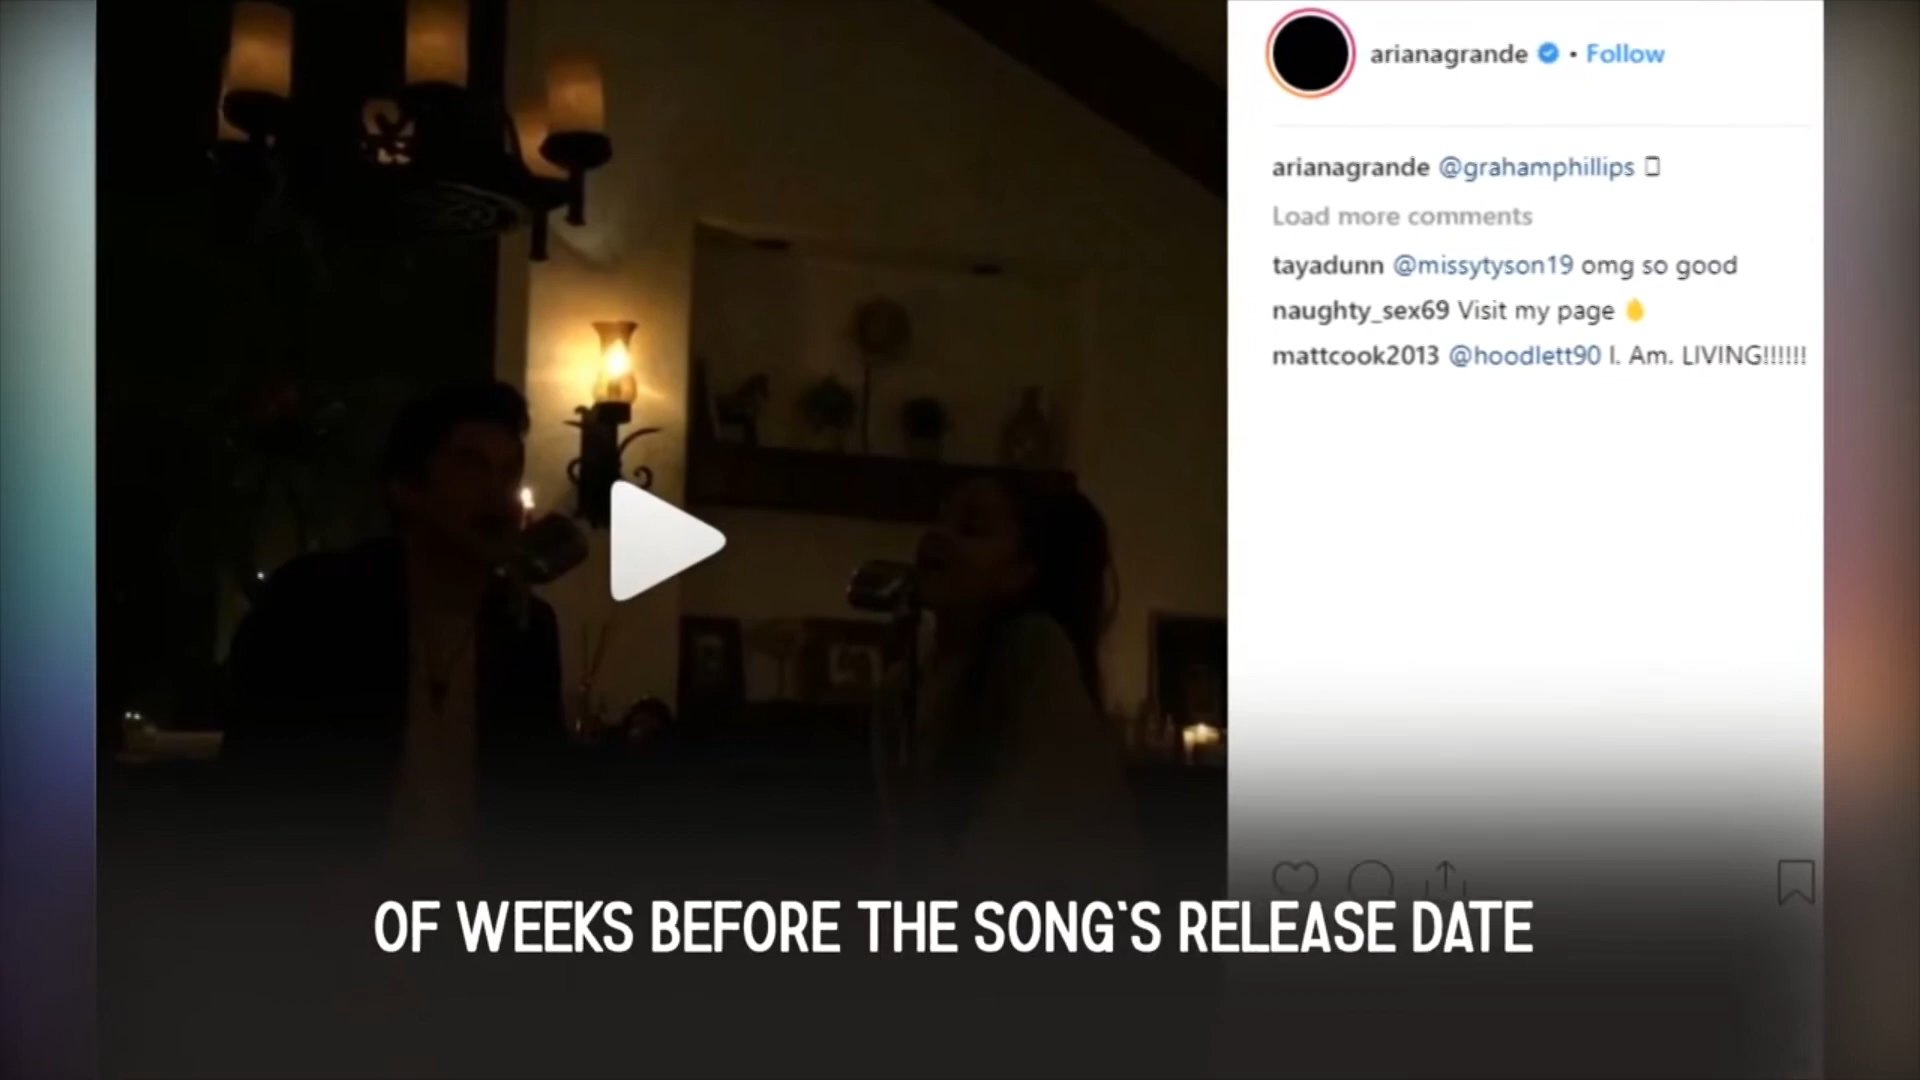 arianagrande • Follow
arianagrande @grahamphillips
Load more comments
tayadunn @missytyson19 omg so good
naughty_sex69 Visit my page
mattcook2013 @hoodlett90 I. Am. LIVING!!!!!!
OF WEEKS BEFORE THE SONG'S RELEASE DATE